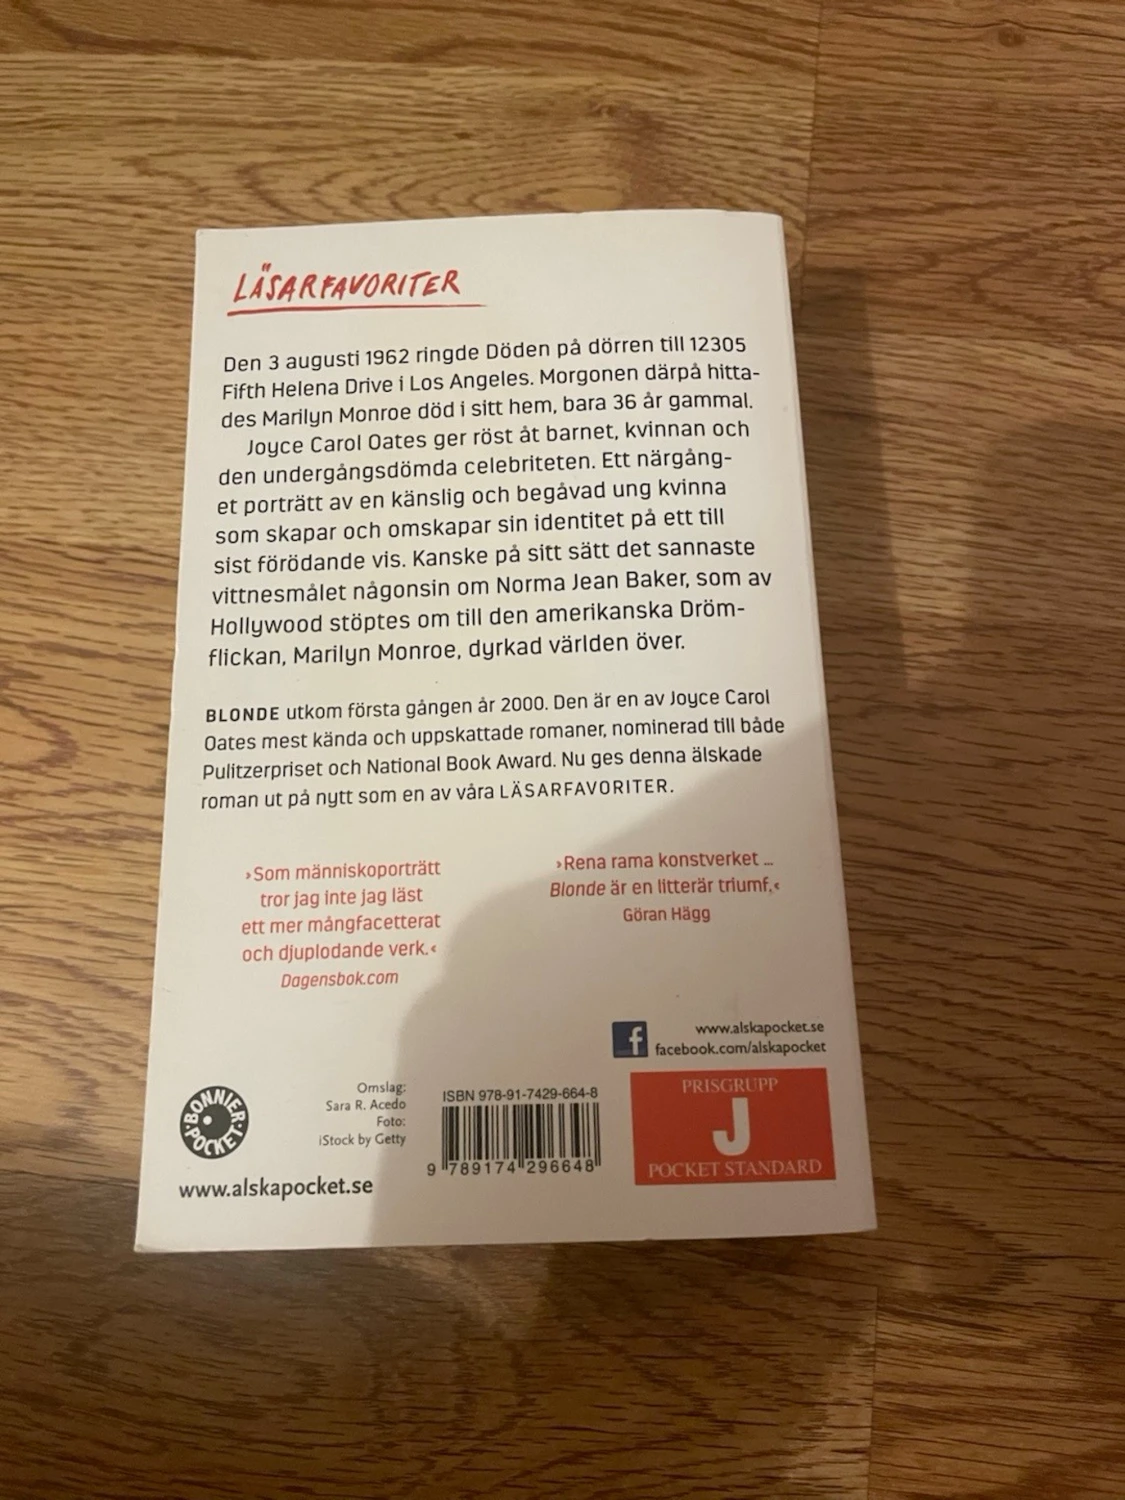 LÄSARFAVORITER
Den 3 augusti 1962 ringde Döden på dörren till 12305
Fifth Helena Drive i Los Angeles. Morgonen därpå hitta-
des Marilyn Monroe död i sitt hem, bara 36 år gammal.
Joyce Carol Oates ger röst åt barnet, kvinnan och
den undergångsdömda celebriteten. Ett närgång-
et porträtt av en känslig och begåvad ung kvinna
som skapar och omskapar sin identitet på ett till
sist förödande vis. Kanske på sitt sätt det sannaste
vittnesmålet någonsin om Norma Jean Baker, som av
Hollywood stöptes om till den amerikanska Dröm-
flickan, Marilyn Monroe, dyrkad världen över.
BLONDE utkom första gången år 2000. Den är en av Joyce Carol
Oates mest kända och uppskattade romaner, nominerad till både
Pulitzerpriset och National Book Award. Nu ges denna älskade
roman ut på nytt som en av våra LÄSARFAVORITER.
›Som människoporträtt
tror jag inte jag läst
ett mer mångfacetterat
och djuplodande verk.‹
Dagensbok.com
›Rena rama konstverket ...
Blonde är en litterär triumf.‹
Göran Hägg
f
www.alskapocket.se
facebook.com/alskapocket
BONNIER POCKET
www.alskapocket.se
Omslag:
Sara R. Acedo
Foto:
iStock by Getty
ISBN 978-91-7429-664-8
9 789174 296648
PRISGRUPP
J
POCKET STANDARD